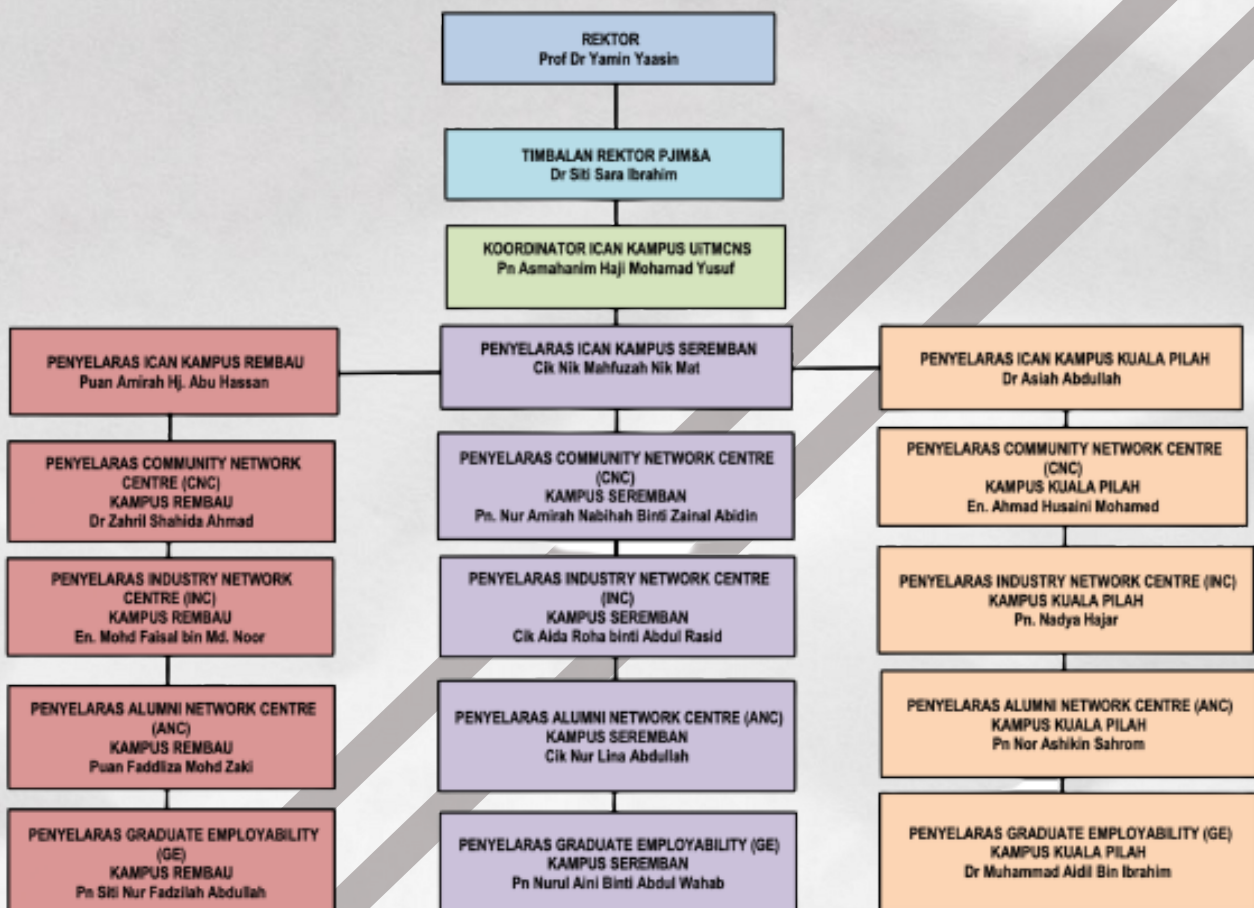 REKTOR
Prof Dr Yamin Yaasin
TIMBALAN REKTOR PJIM&A
Dr Siti Sara Ibrahim
KOORDINATOR ICAN KAMPUS UiTMCNS
Pn Asmahanim Haji Mohamad Yusuf
PENYELARAS ICAN KAMPUS REMBAU
Puan Amirah Hj. Abu Hassan
PENYELARAS COMMUNITY NETWORK
CENTRE (CNC)
KAMPUS REMBAU
Dr Zahril Shahida Ahmad
PENYELARAS INDUSTRY NETWORK
CENTRE (INC)
KAMPUS REMBAU
En. Mohd Faisal bin Md. Noor
PENYELARAS ALUMNI NETWORK CENTRE
(ANC)
KAMPUS REMBAU
Puan Faddliza Mohd Zaki
PENYELARAS GRADUATE EMPLOYABILITY
(GE)
KAMPUS REMBAU
Pn Siti Nur Fadzilah Abdullah
PENYELARAS ICAN KAMPUS SEREMBAN
Cik Nik Mahfuzah Nik Mat
PENYELARAS COMMUNITY NETWORK CENTRE
(CNC)
KAMPUS SEREMBAN
Pn. Nur Amirah Nabihah Binti Zainal Abidin
PENYELARAS INDUSTRY NETWORK CENTRE
(INC)
KAMPUS SEREMBAN
Cik Aida Roha binti Abdul Rasid
PENYELARAS ALUMNI NETWORK CENTRE (ANC)
KAMPUS SEREMBAN
Cik Nur Lina Abdullah
PENYELARAS GRADUATE EMPLOYABILITY (GE)
KAMPUS SEREMBAN
Pn Nurul Aini Binti Abdul Wahab
PENYELARAS ICAN KAMPUS KUALA PILAH
Dr Asiah Abdullah
PENYELARAS COMMUNITY NETWORK CENTRE
(CNC)
KAMPUS KUALA PILAH
En. Ahmad Husaini Mohamed
PENYELARAS INDUSTRY NETWORK CENTRE (INC)
KAMPUS KUALA PILAH
Pn. Nadya Hajar
PENYELARAS ALUMNI NETWORK CENTRE (ANC)
KAMPUS KUALA PILAH
Pn Nor Ashikin Sahrom
PENYELARAS GRADUATE EMPLOYABILITY (GE)
KAMPUS KUALA PILAH
Dr Muhammad Aidil Bin Ibrahim